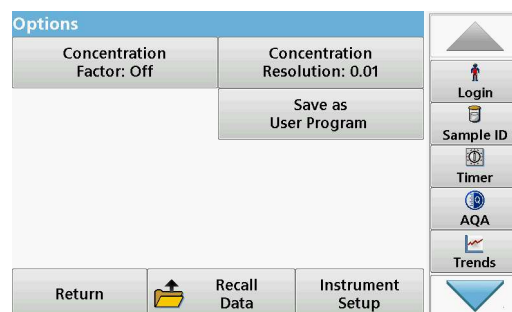 Options
Concentration
Factor: Off
Concentration
Resolution: 0.01
Save as
User Program
Login
Sample ID
Timer
AQA
Trends
Return
Recall
Data
Instrument
Setup